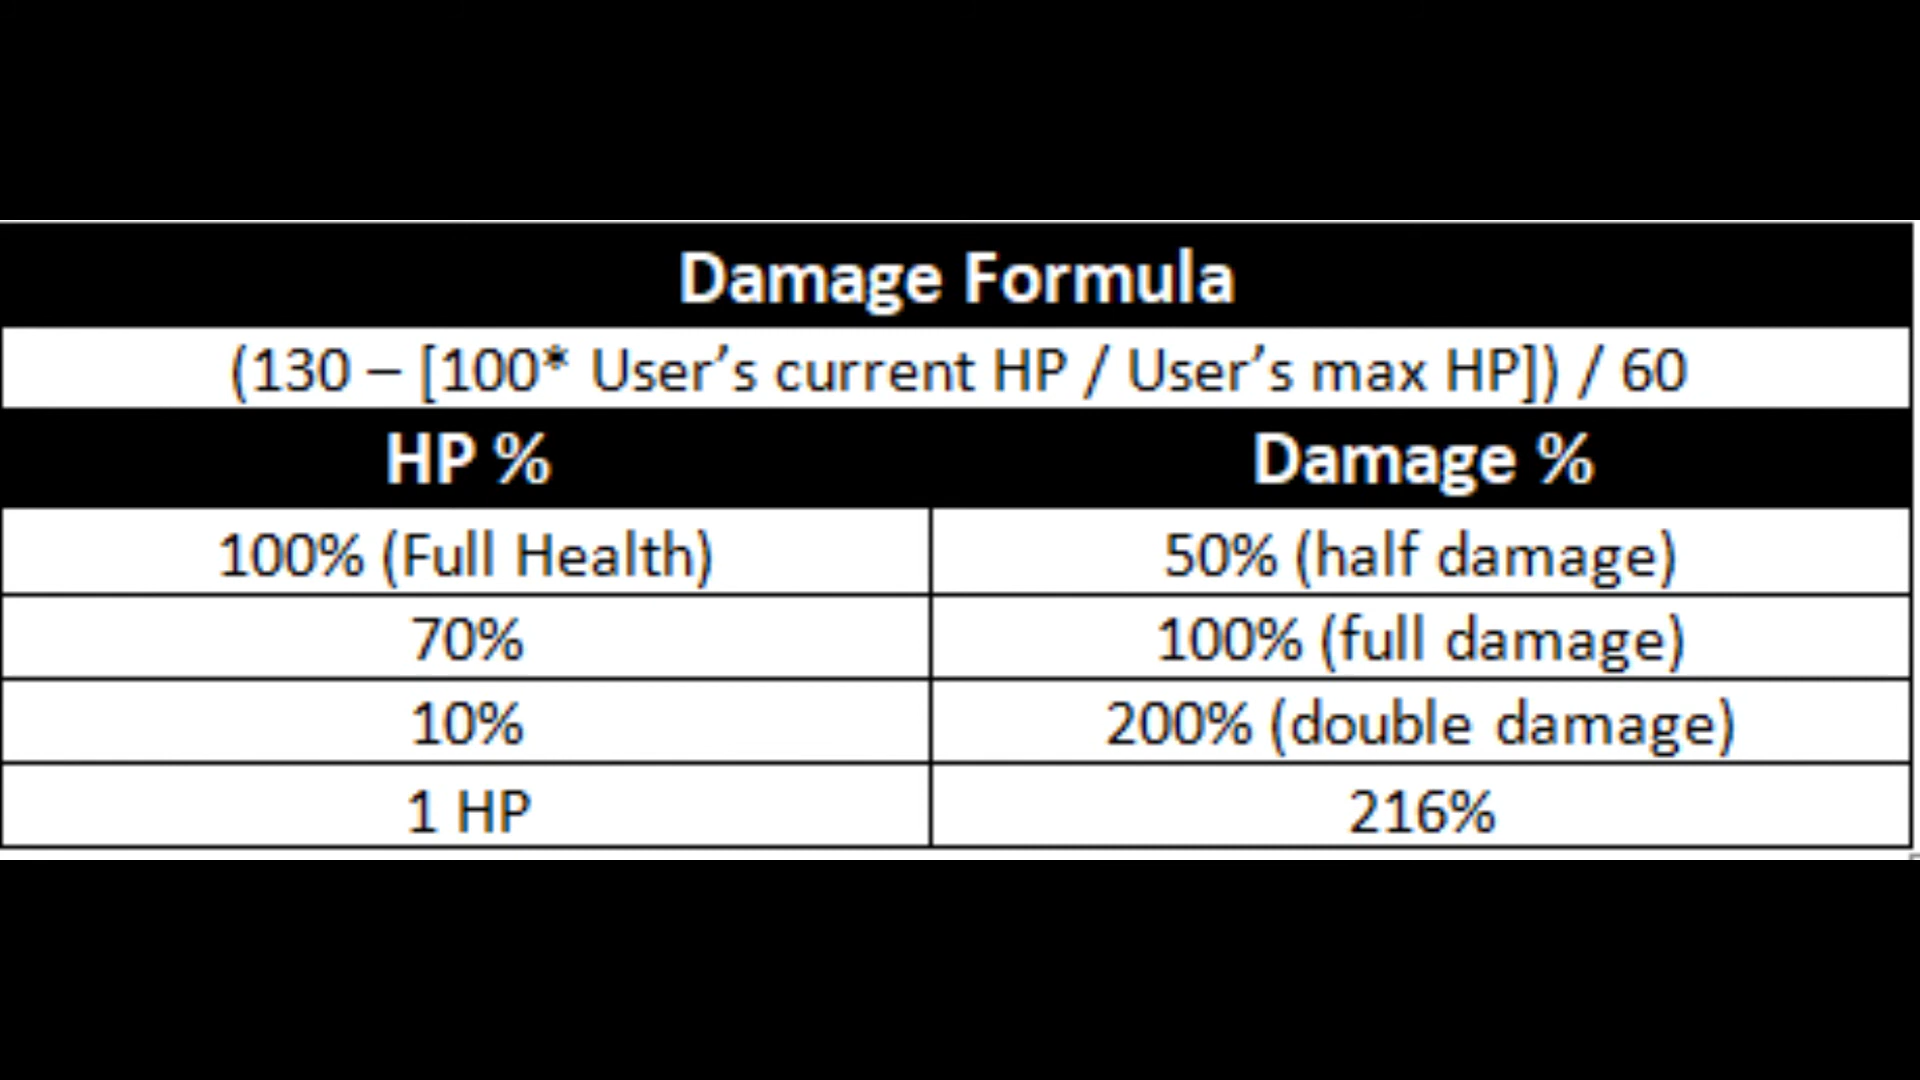 Damage Formula
(130 – [100* User's current HP / User's max HP]) / 60
HP % Damage %
100% (Full Health) 50% (half damage)
70% 100% (full damage)
10% 200% (double damage)
1 HP 216%